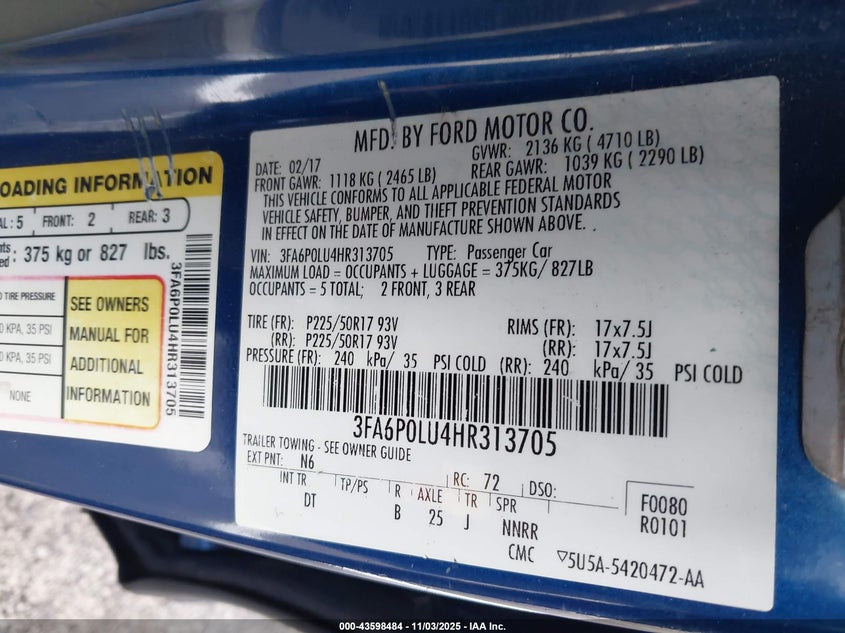 OADING INFORMATION
AL: 5 FRONT: 2 REAR: 3
375 kg or 827 lbs.
TIRE PRESSURE
KPA, 35 PSI
KPA, 35 PSI
NONE
SEE OWNERS
MANUAL FOR
ADDITIONAL
INFORMATION
3FA6P0LU4HR313705
MFD. BY FORD MOTOR CO.
DATE: 02/17 GVWR: 2136 KG ( 4710 LB)
FRONT GAWR: 1118 KG ( 2465 LB) REAR GAWR: 1039 KG ( 2290 LB)
THIS VEHICLE CONFORMS TO ALL APPLICABLE FEDERAL MOTOR
VEHICLE SAFETY, BUMPER, AND THEFT PREVENTION STANDARDS
IN EFFECT ON THE DATE OF MANUFACTURE SHOWN ABOVE. .
VIN: 3FA6P0LU4HR313705 TYPE: Passenger Car
MAXIMUM LOAD = OCCUPANTS + LUGGAGE = 375KG/ 827LB
OCCUPANTS = 5 TOTAL; 2 FRONT, 3 REAR
TIRE (FR): P225/50R17 93V RIMS (FR): 17x7.5J
(RR): P225/50R17 93V (RR): 17x7.5J
PRESSURE (FR): 240 kPa/ 35 PSI COLD (RR): 240 kPa/ 35 PSI COLD
3FA6P0LU4HR313705
TRAILER TOWING - SEE OWNER GUIDE
EXT PNT: N6 RC: 72 DSO:
INT TR TP/PS R AXLE TR SPR
DT B 25 J NNRR
CMC
F0080
R0101
▽5U5A-5420472-AA
000-43598484 - 11/03/2025 - IAA Inc.